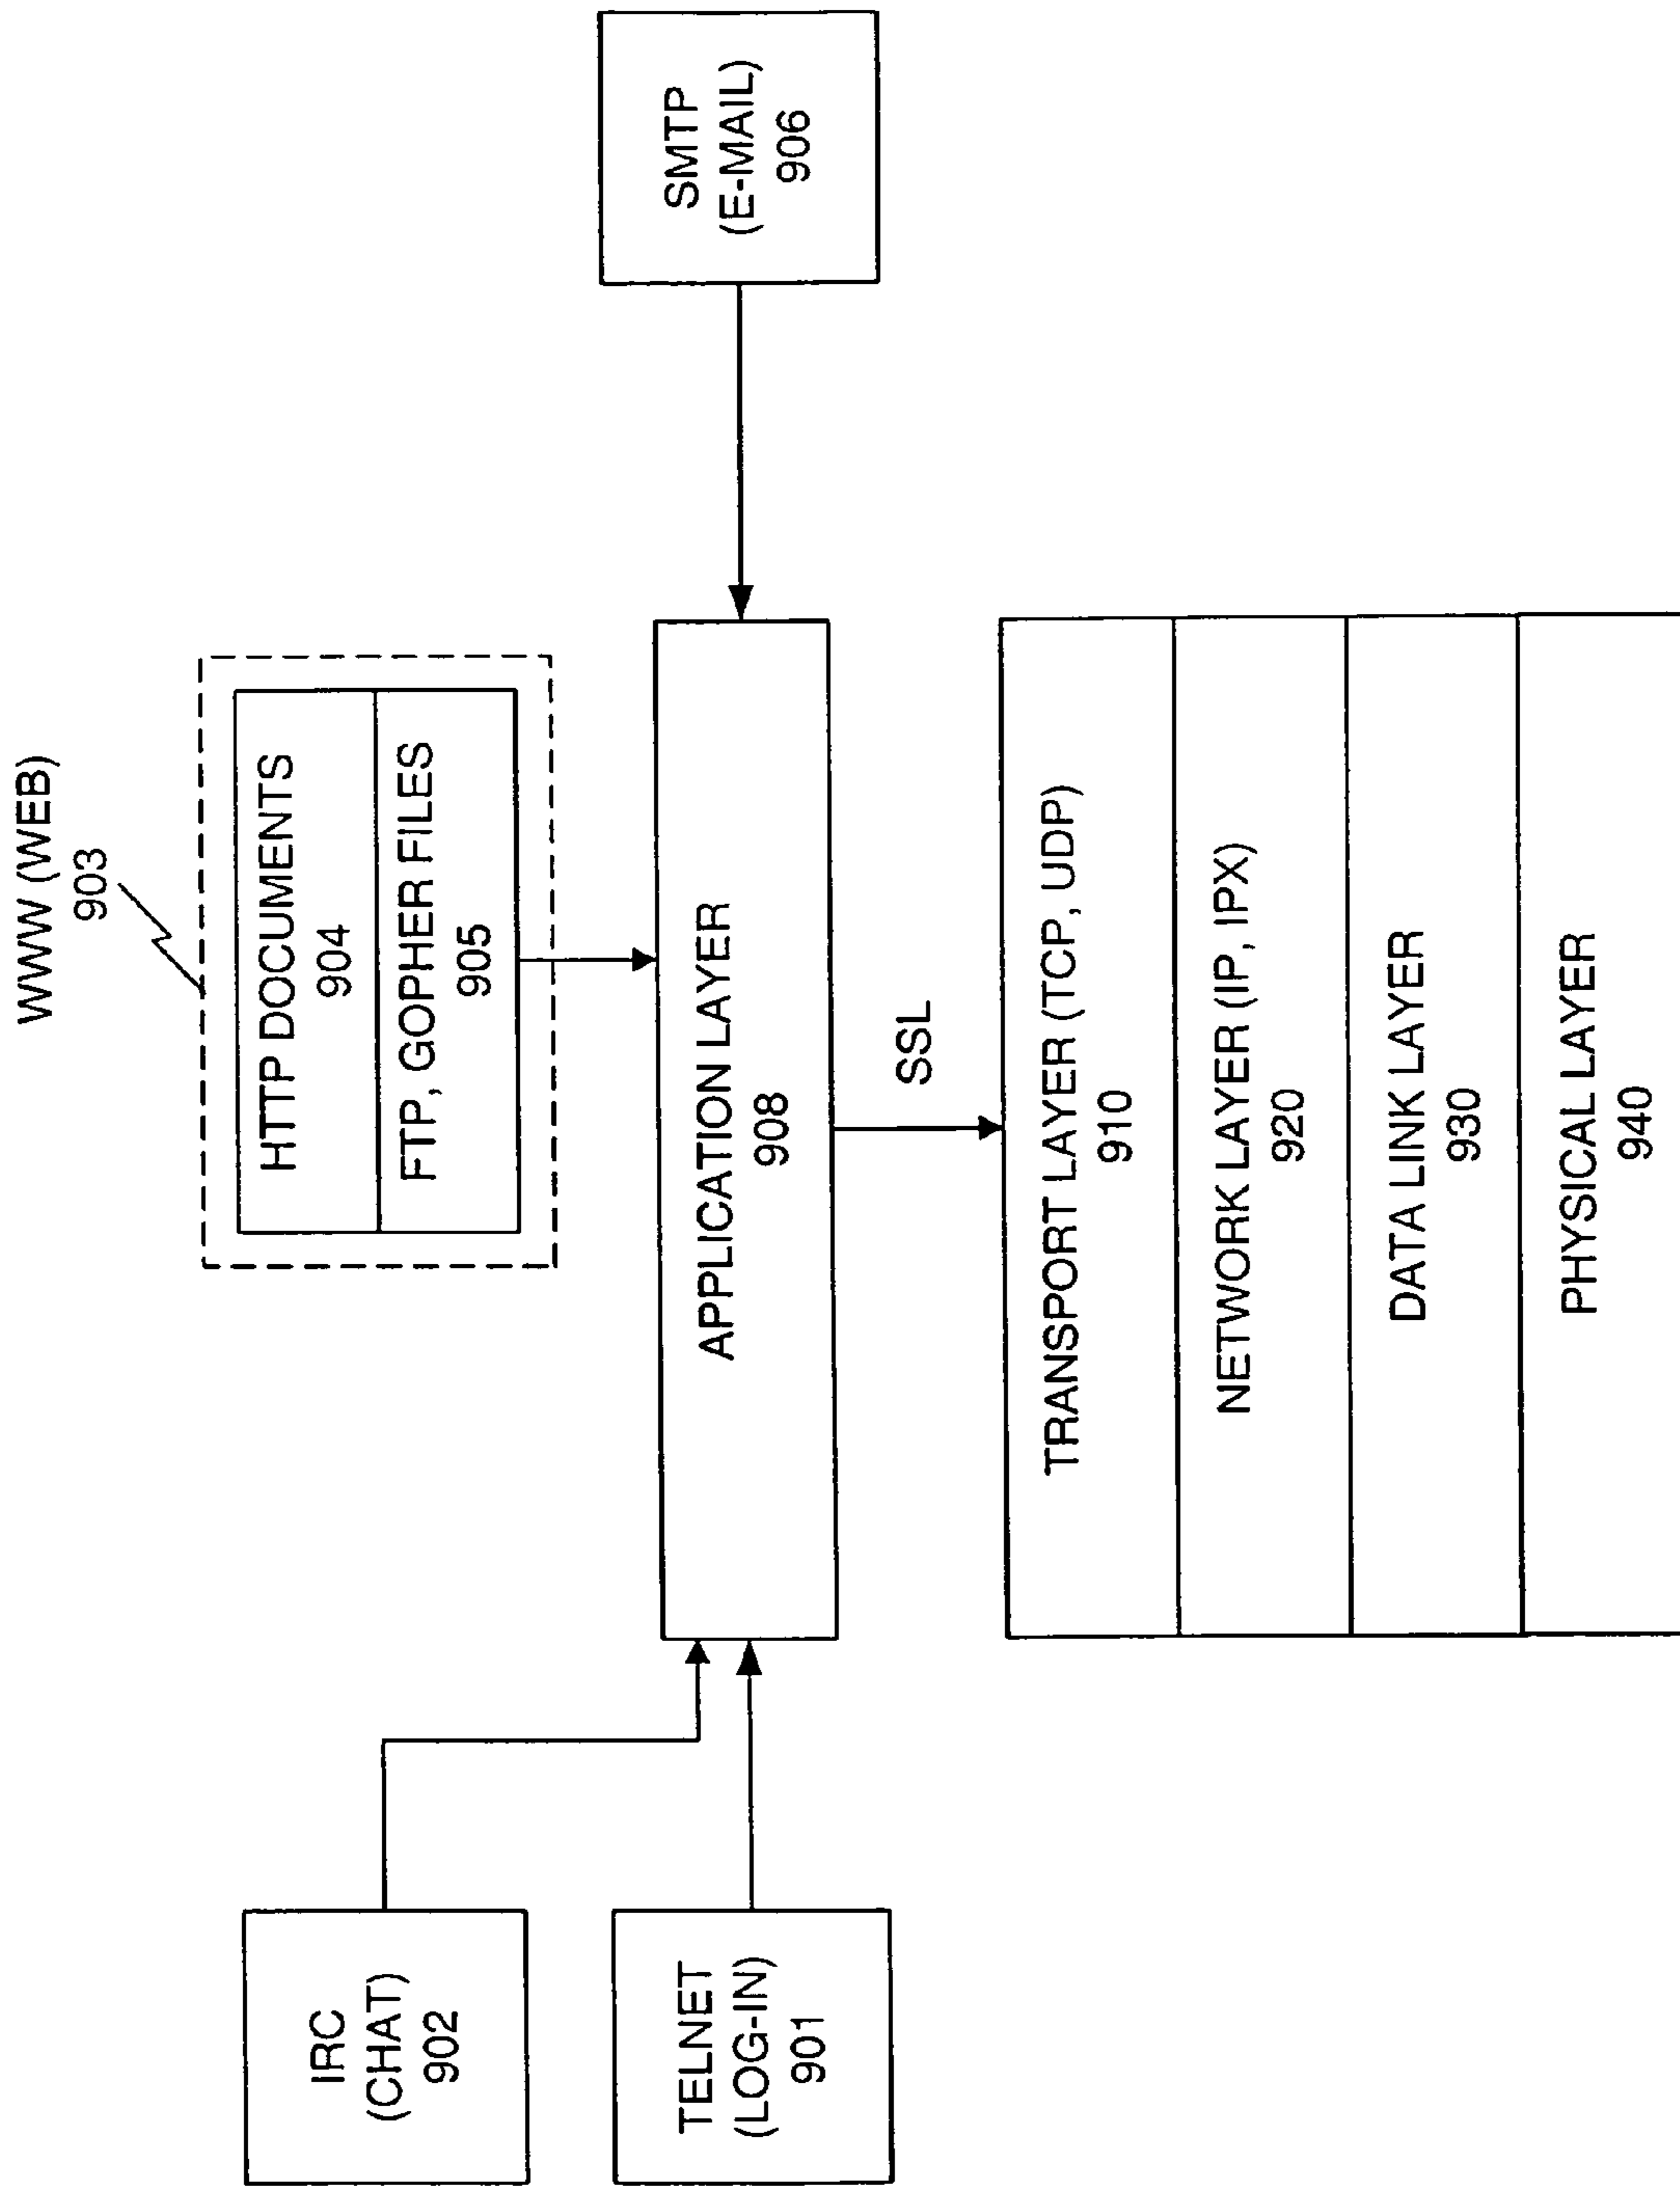 WWW (WEB)
903
HTTP DOCUMENTS
904
FTP, GOPHER FILES
905
IRC
(CHAT)
902
TELNET
(LOG-IN)
901
APPLICATION LAYER
908
SMTP
(E-MAIL)
906
SSL
TRANSPORT LAYER (TCP, UDP)
910
NETWORK LAYER (IP, IPX)
920
DATA LINK LAYER
930
PHYSICAL LAYER
940